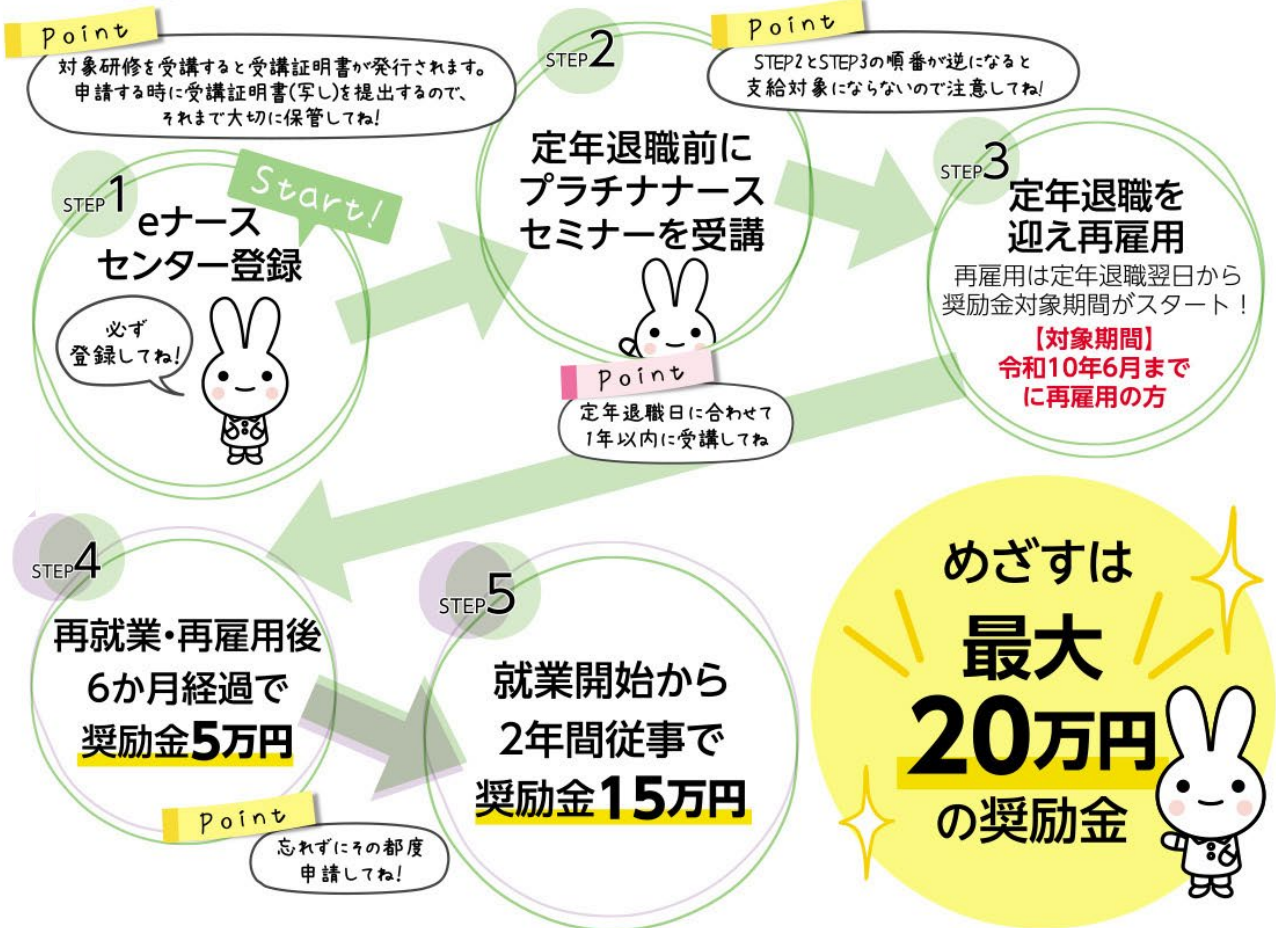 Point
対象研修を受講すると受講証明書が発行されます。
申請する時に受講証明書(写し)を提出するので、
それまで大切に保管してね!
STEP1
Start!
eナース
センター登録
必ず
登録してね!
STEP2
定年退職前に
プラチナナース
セミナーを受講
Point
定年退職日に合わせて
1年以内に受講してね
Point
STEP2とSTEP3の順番が逆になると
支給対象にならないので注意してね!
STEP3
定年退職を
迎え再雇用
再雇用は定年退職翌日から
奨励金対象期間がスタート!
【対象期間】
令和10年6月まで
に再雇用の方
STEP4
再就業・再雇用後
6か月経過で
奨励金5万円
Point
忘れずにその都度
申請してね!
STEP5
就業開始から
2年間従事で
奨励金15万円
めざすは
最大
20万円
の奨励金